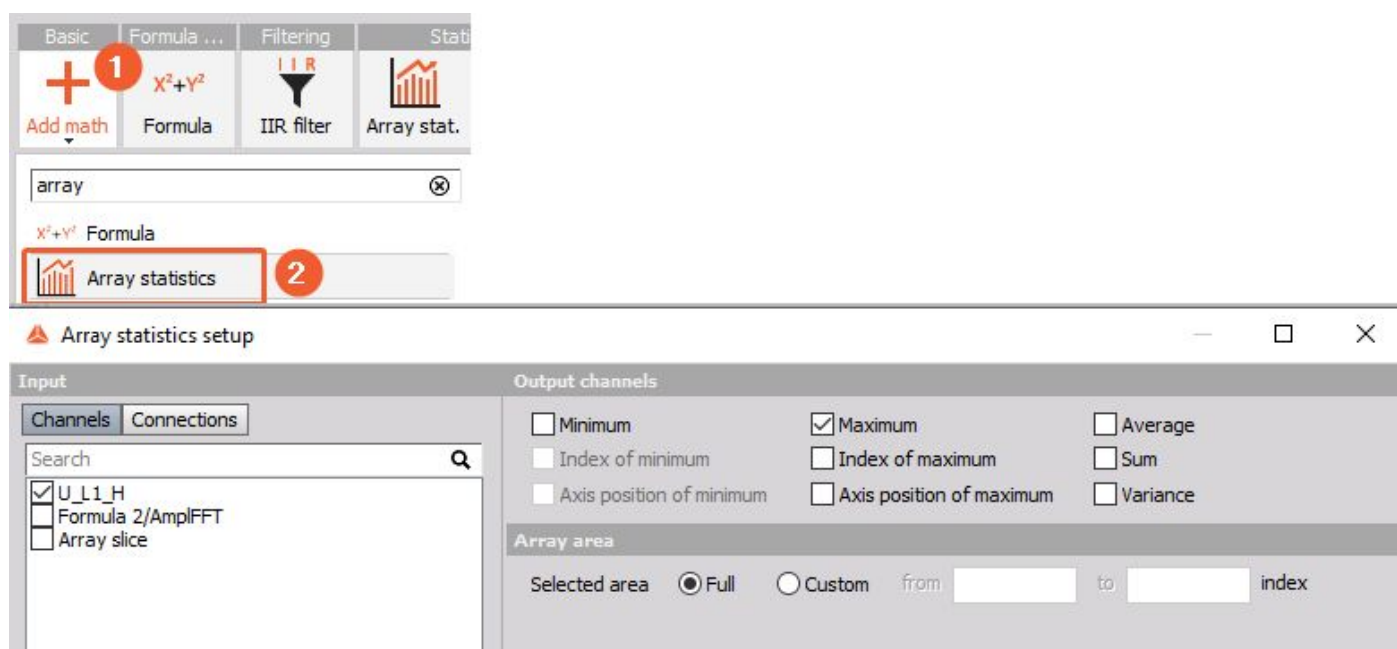 Basic Formula ... Filtering Stati
1
X²+Y²
I I R
Add math Formula IIR filter Array stat.
array
X²+Y² Formula
Array statistics 2
Array statistics setup
Input Output channels
Channels Connections
Minimum Maximum Average
Search
Index of minimum Index of maximum Sum
U_L1_H
Axis position of minimum Axis position of maximum Variance
Formula 2/AmplFFT
Array slice
Array area
Selected area Full Custom from to index